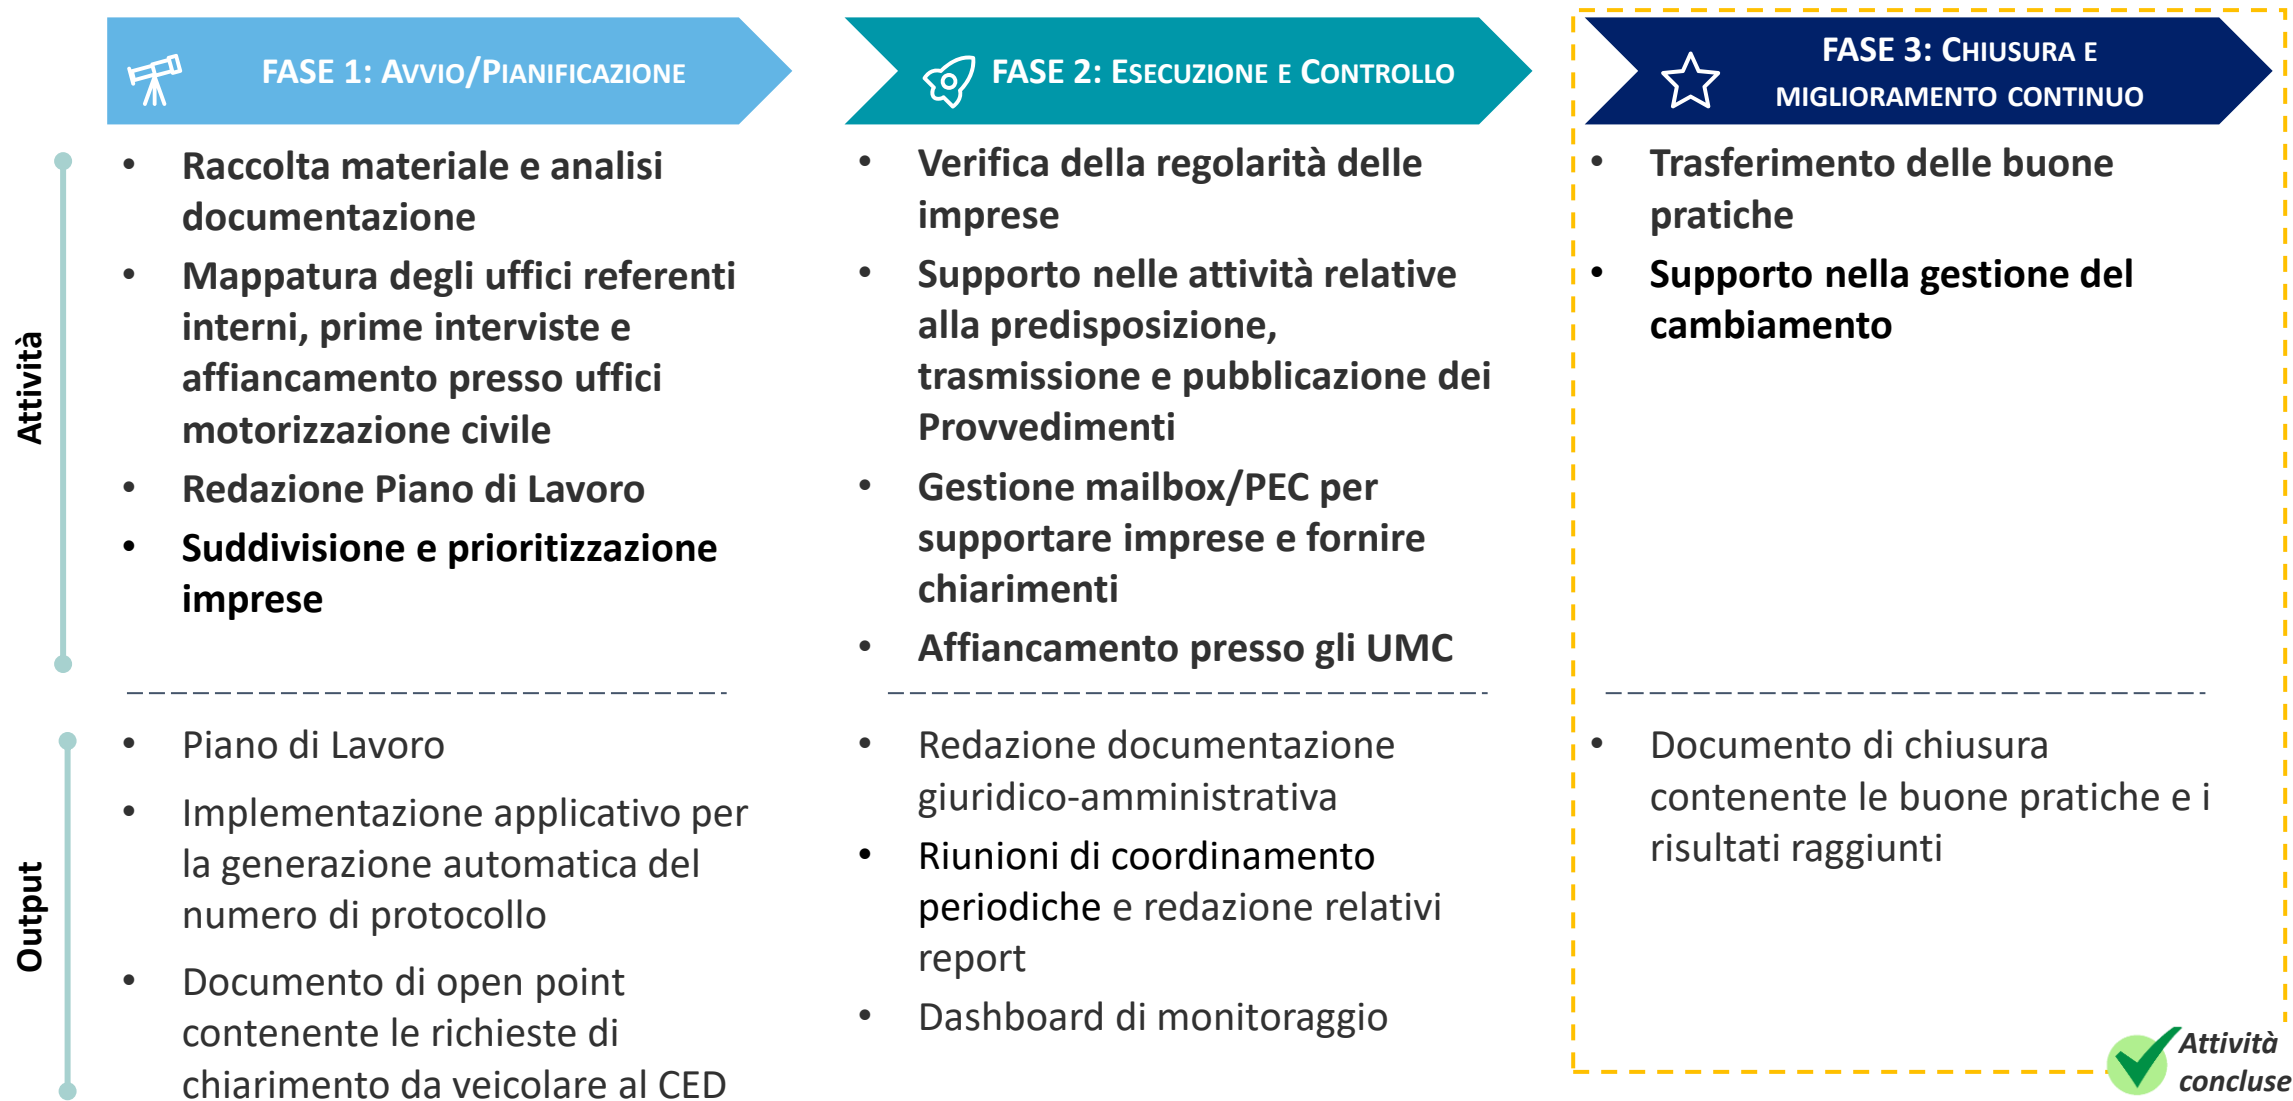 FASE 1: AVVIO/PIANIFICAZIONE
FASE 2: ESECUZIONE E CONTROLLO
FASE 3: CHIUSURA E
MIGLIORAMENTO CONTINUO
Attività
• Raccolta materiale e analisi
documentazione
• Mappatura degli uffici referenti
interni, prime interviste e
affiancamento presso uffici
motorizzazione civile
• Redazione Piano di Lavoro
• Suddivisione e prioritizzazione
imprese
• Verifica della regolarità delle
imprese
• Supporto nelle attività relative
alla predisposizione,
trasmissione e pubblicazione dei
Provvedimenti
• Gestione mailbox/PEC per
supportare imprese e fornire
chiarimenti
• Affiancamento presso gli UMC
• Trasferimento delle buone
pratiche
• Supporto nella gestione del
cambiamento
Output
• Piano di Lavoro
• Implementazione applicativo per
la generazione automatica del
numero di protocollo
• Documento di open point
contenente le richieste di
chiarimento da veicolare al CED
• Redazione documentazione
giuridico-amministrativa
• Riunioni di coordinamento
periodiche e redazione relativi
report
• Dashboard di monitoraggio
• Documento di chiusura
contenente le buone pratiche e i
risultati raggiunti
Attività
concluse